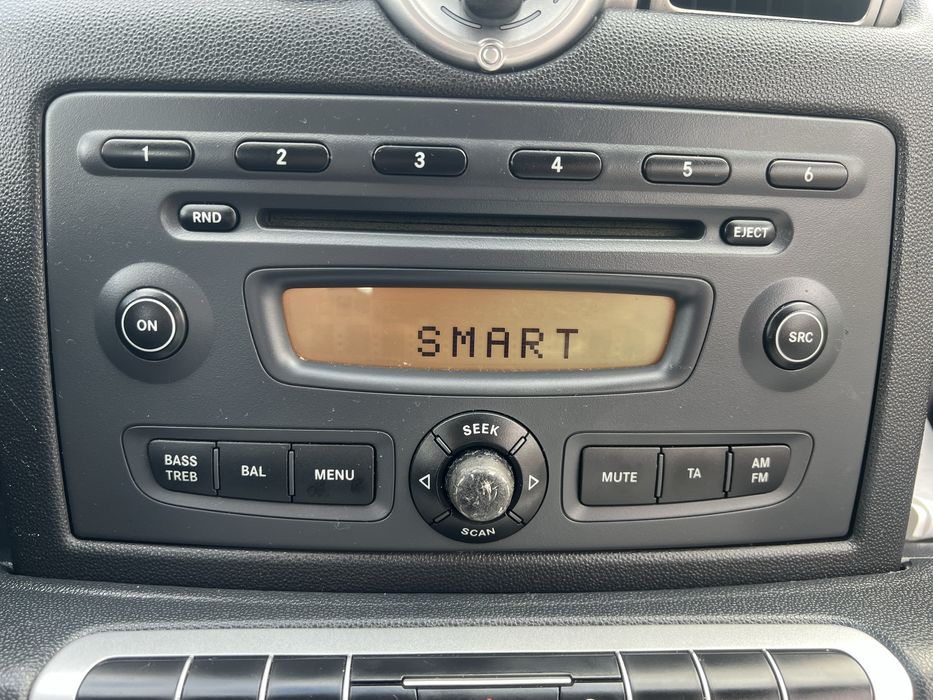 1 2 3 4 5 6
RND EJECT
ON SMART SRC
SEEK
BASS
TREB
BAL
MENU
MUTE
TA
AM
FM
SCAN